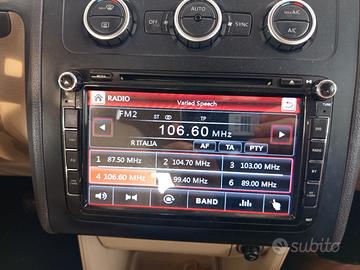 AUTO
SYNC
A/C
A/C
TUNE
RADIO
Varied Speech
FM2
ST
TP
106.60 MHz
R ITALIA
AF TA PTY
1 87.50 MHz 2 104.70 MHz 3 103.00 MHz
4 106.60 MHz 99.40 MHz 6 89.00 MHz
BAND
subito